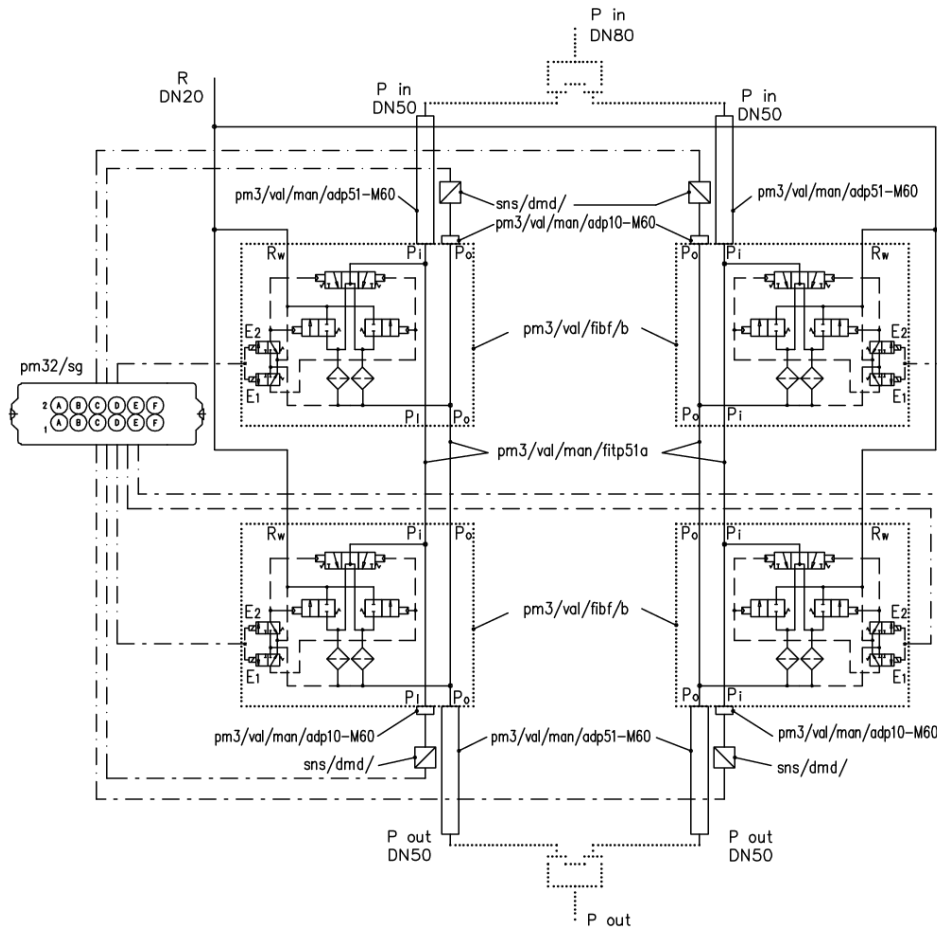 P in
DN80
R
DN20
P in
DN50
P in
DN50
pm3/val/man/adp51-M60
sns/dmd/
pm3/val/man/adp51-M60
pm3/val/man/adp10-M60
Rw
Pi
Po
Po
Pi
Rw
E2
pm3/val/fibf/b
E2
pm32/sg
E1
E1
2 A B C D E F
1 A B C D E F
Pi
Po
Po
Pi
pm3/val/man/fitp51a
Rw
Pi
Po
Po
Pi
Rw
E2
pm3/val/fibf/b
E2
E1
E1
Pi
Po
Po
Pi
pm3/val/man/adp10-M60
pm3/val/man/adp51-M60
pm3/val/man/adp10-M60
sns/dmd/
sns/dmd/
P out
DN50
P out
DN50
P out